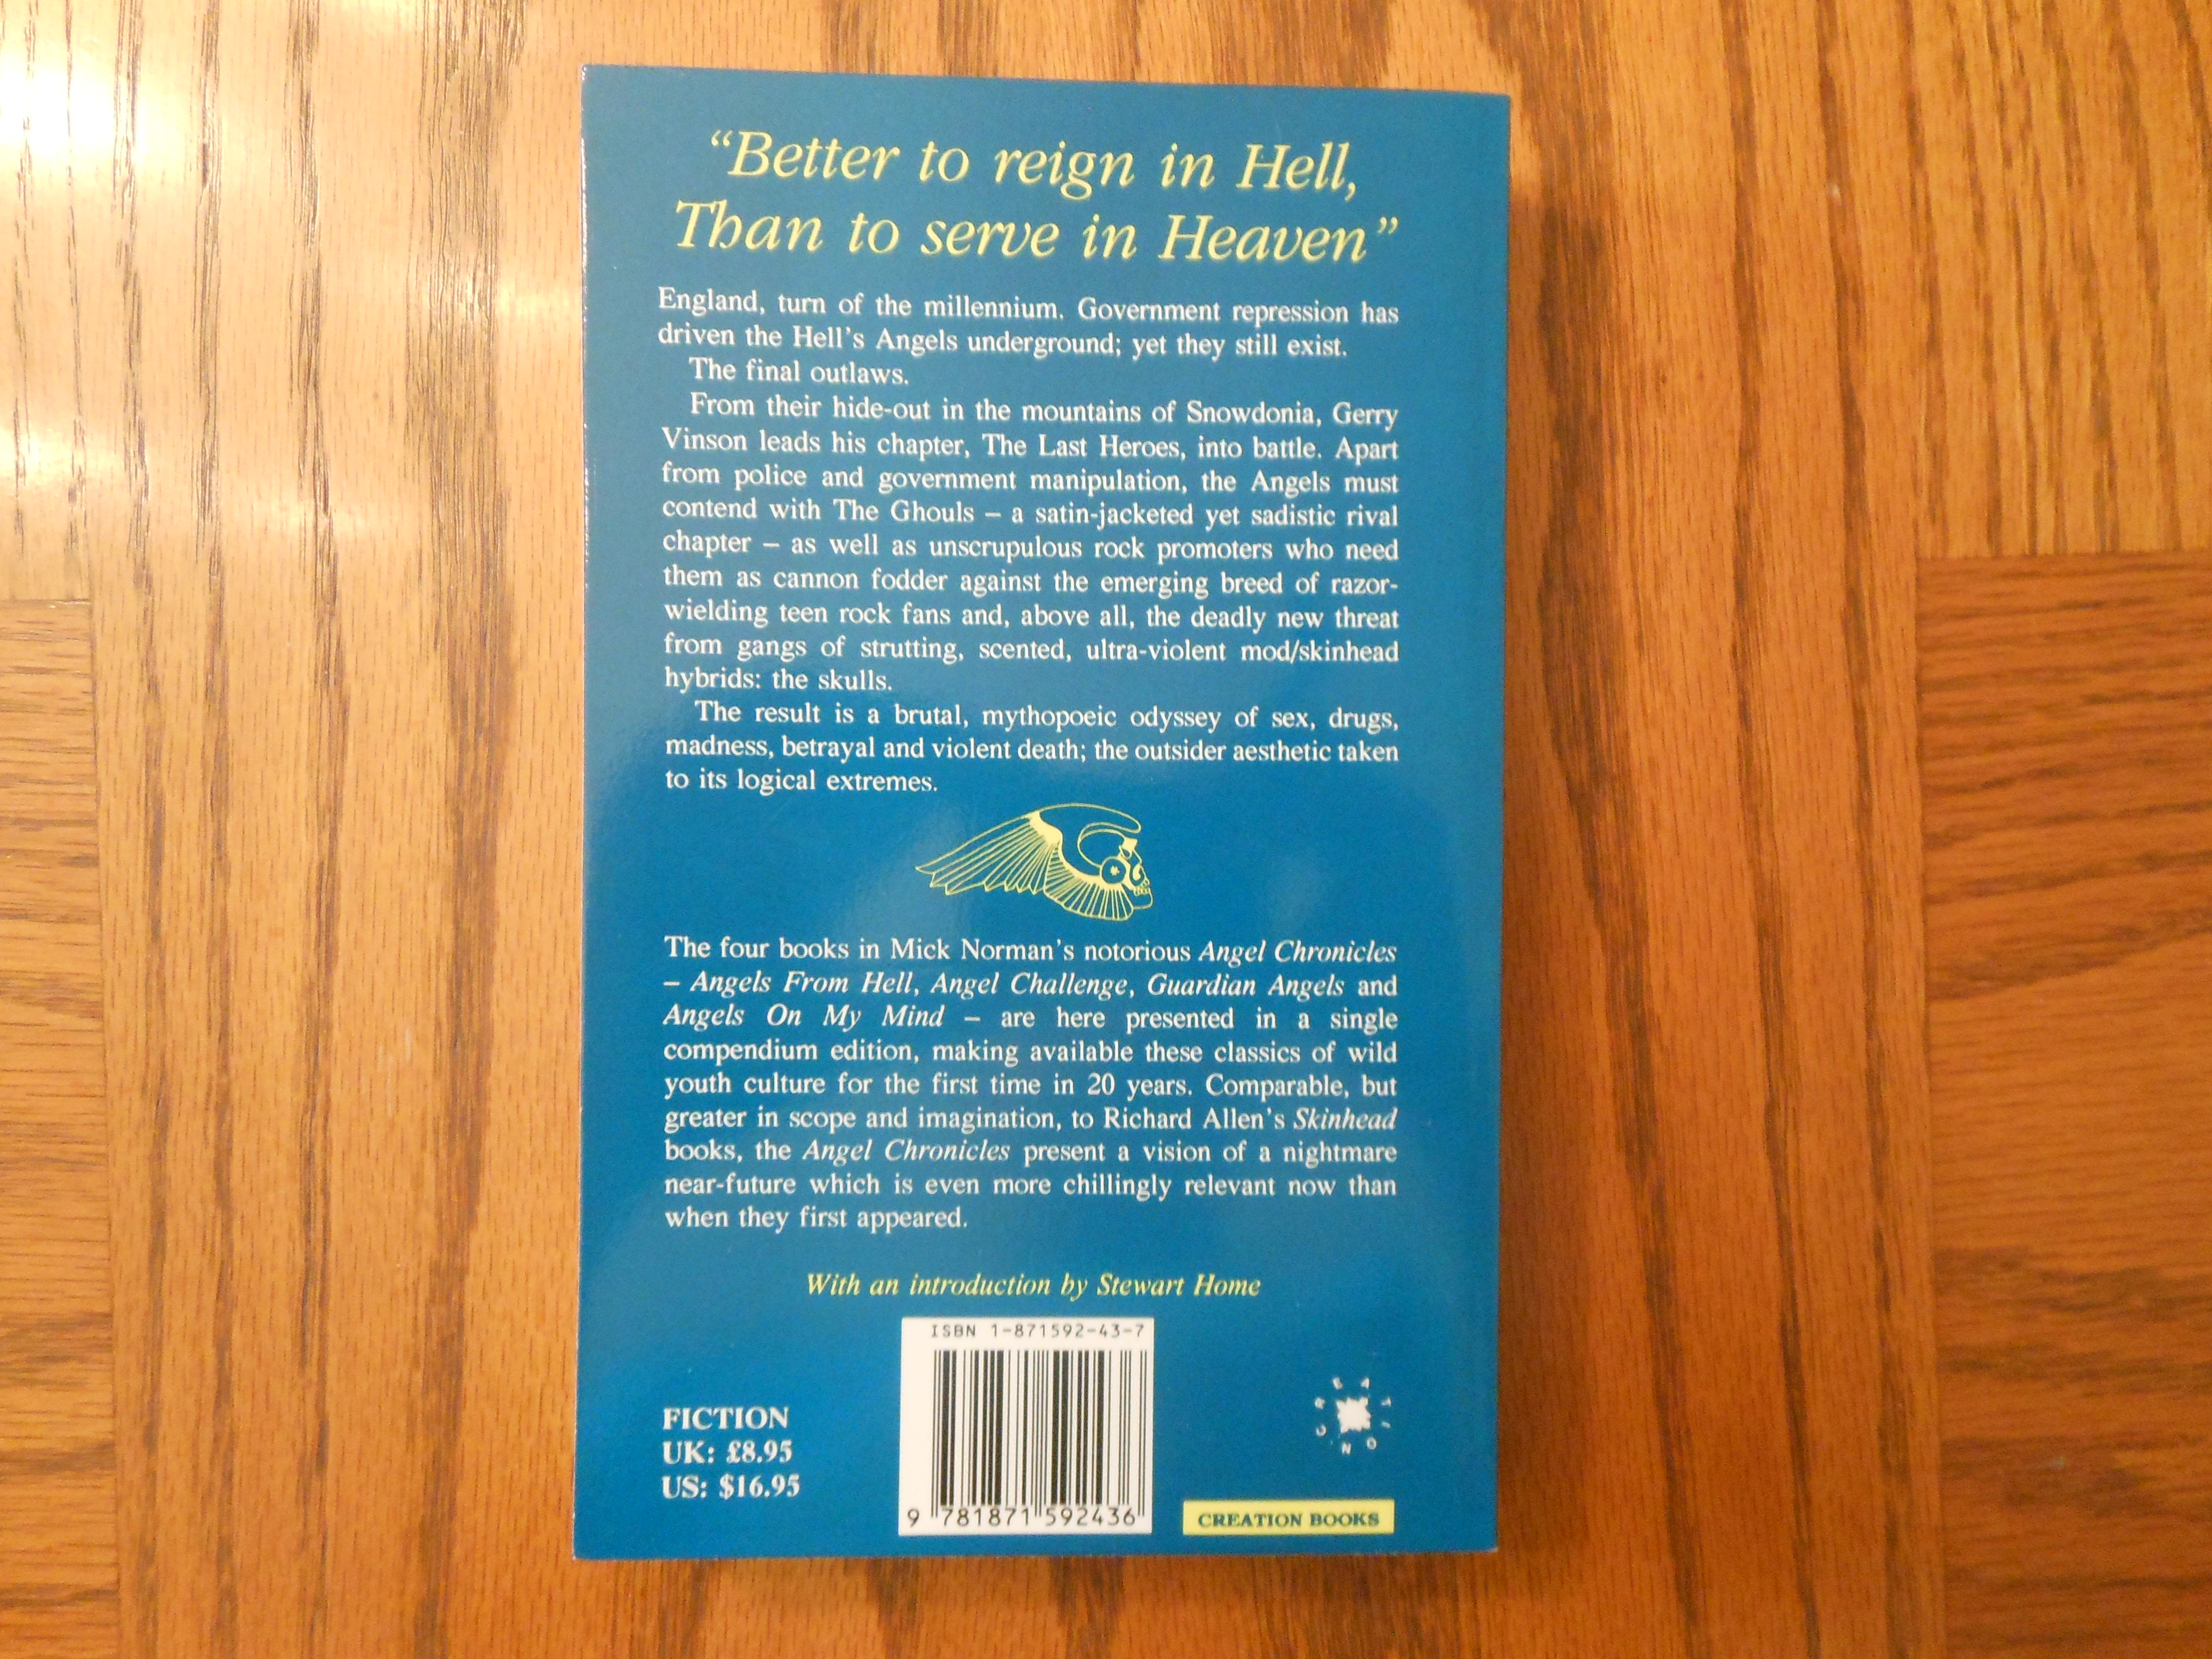 “Better to reign in Hell,
Than to serve in Heaven”
England, turn of the millennium. Government repression has
driven the Hell's Angels underground; yet they still exist.
The final outlaws.
From their hide-out in the mountains of Snowdonia, Gerry
Vinson leads his chapter, The Last Heroes, into battle. Apart
from police and government manipulation, the Angels must
contend with The Ghouls – a satin-jacketed yet sadistic rival
chapter – as well as unscrupulous rock promoters who need
them as cannon fodder against the emerging breed of razor-
wielding teen rock fans and, above all, the deadly new threat
from gangs of strutting, scented, ultra-violent mod/skinhead
hybrids: the skulls.
The result is a brutal, mythopoeic odyssey of sex, drugs,
madness, betrayal and violent death; the outsider aesthetic taken
to its logical extremes.
The four books in Mick Norman's notorious Angel Chronicles
– Angels From Hell, Angel Challenge, Guardian Angels and
Angels On My Mind – are here presented in a single
compendium edition, making available these classics of wild
youth culture for the first time in 20 years. Comparable, but
greater in scope and imagination, to Richard Allen's Skinhead
books, the Angel Chronicles present a vision of a nightmare
near-future which is even more chillingly relevant now than
when they first appeared.
With an introduction by Stewart Home
ISBN 1-871592-43-7
9 781871 592436
FICTION
UK: £8.95
US: $16.95
CREATION
CREATION BOOKS